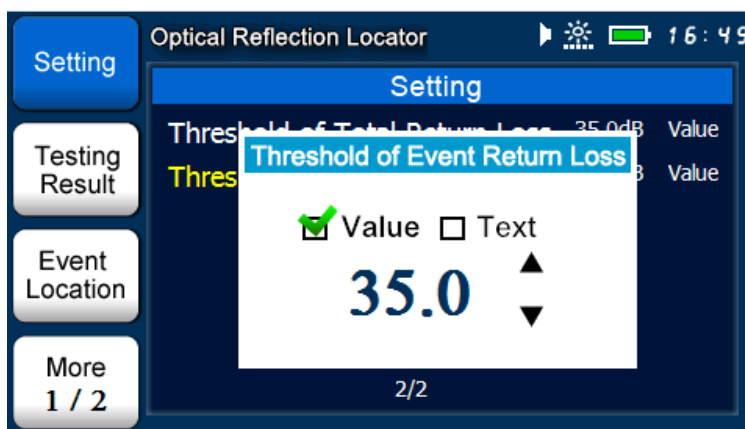 Setting
Testing
Result
Event
Location
More
1 / 2
Optical Reflection Locator
16:49
Setting
Threshold of Total Return Loss 35.0dB Value
Thres B Value
Threshold of Event Return Loss
Value Text
35.0
2/2